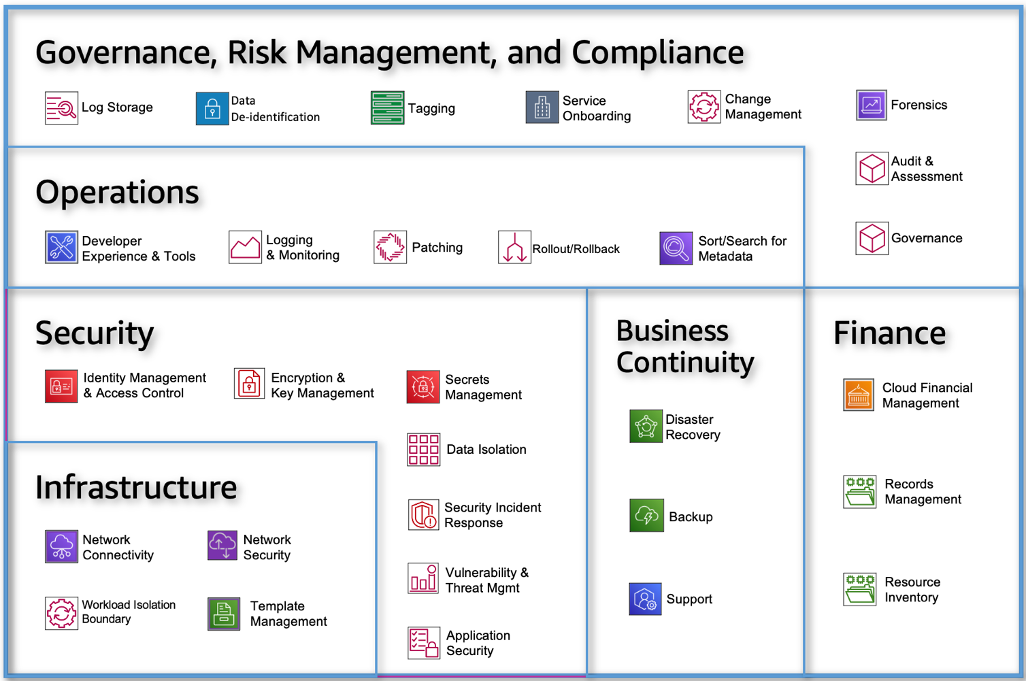 Governance, Risk Management, and Compliance
Log Storage
Data
De-identification
Tagging
Service
Onboarding
Change
Management
Forensics
Audit &
Assessment
Governance
Operations
Developer
Experience & Tools
Logging
& Monitoring
Patching
Rollout/Rollback
Sort/Search for
Metadata
Security
Identity Management
& Access Control
Encryption &
Key Management
Secrets
Management
Data Isolation
Security Incident
Response
Vulnerability &
Threat Mgmt
Application
Security
Infrastructure
Network
Connectivity
Network
Security
Workload Isolation
Boundary
Template
Management
Business
Continuity
Disaster
Recovery
Backup
Support
Finance
Cloud Financial
Management
Records
Management
Resource
Inventory